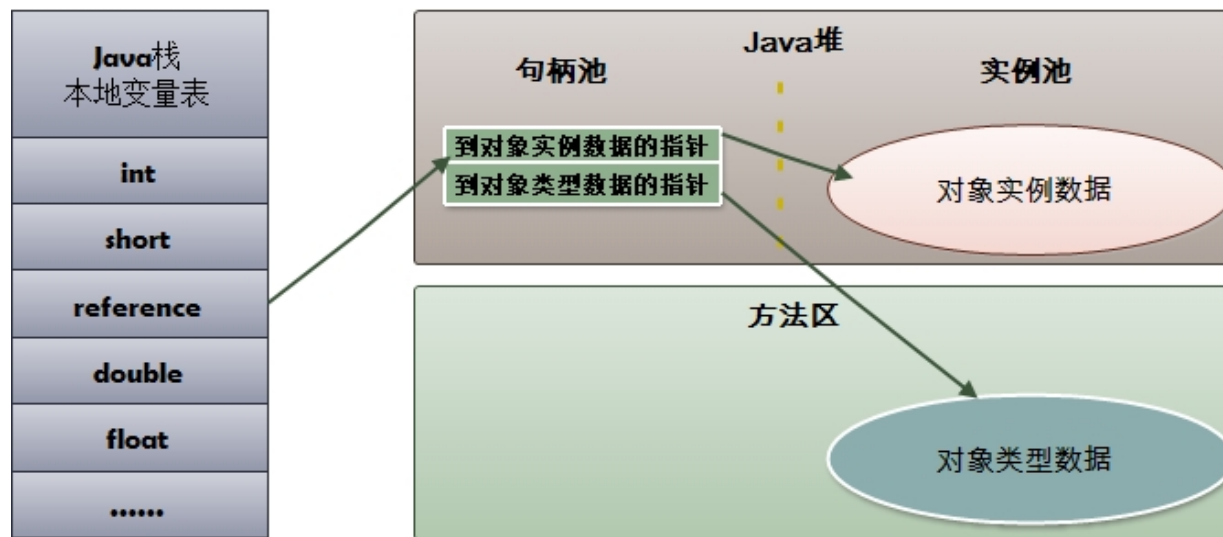 Java栈
本地变量表
int
short
reference
double
float
......
Java堆
句柄池
实例池
到对象实例数据的指针
到对象类型数据的指针
对象实例数据
方法区
对象类型数据